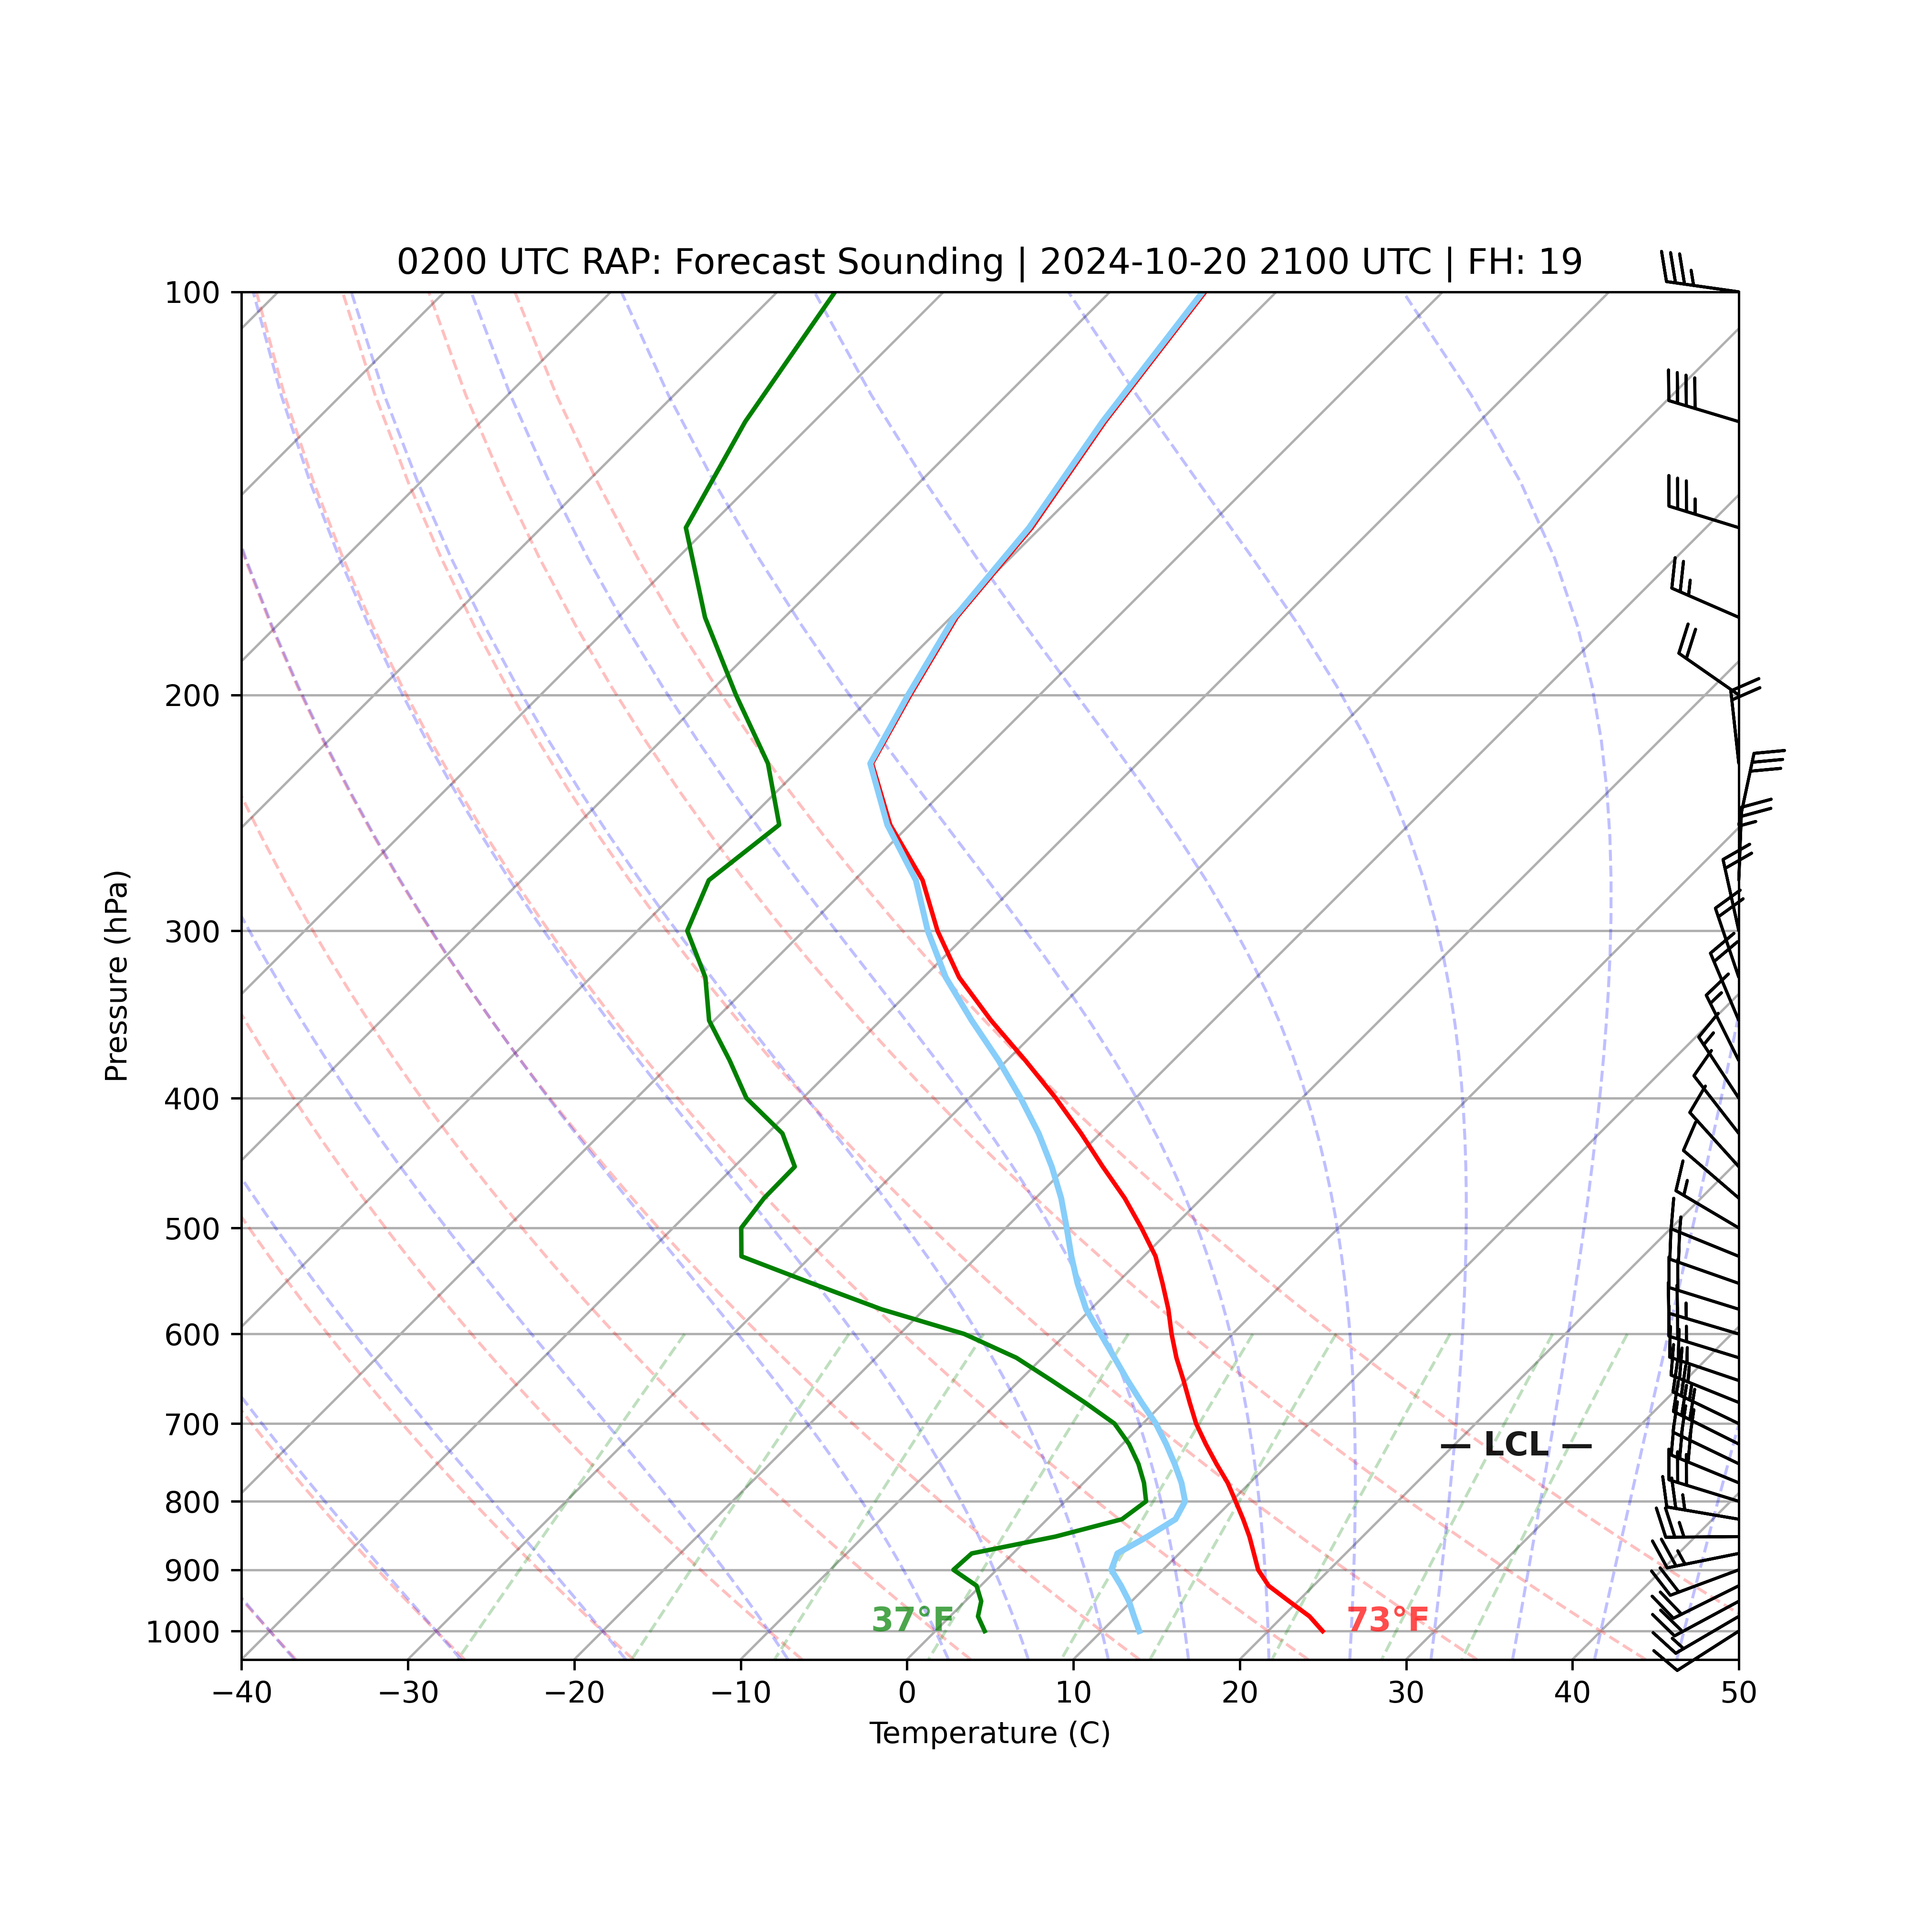 0200 UTC RAP: Forecast Sounding | 2024-10-20 2100 UTC | FH: 19
100
200
300
400
500
600
700
800
900
1000
Pressure (hPa)
— LCL —
37°F
73°F
−40 −30 −20 −10 0 10 20 30 40 50
Temperature (C)